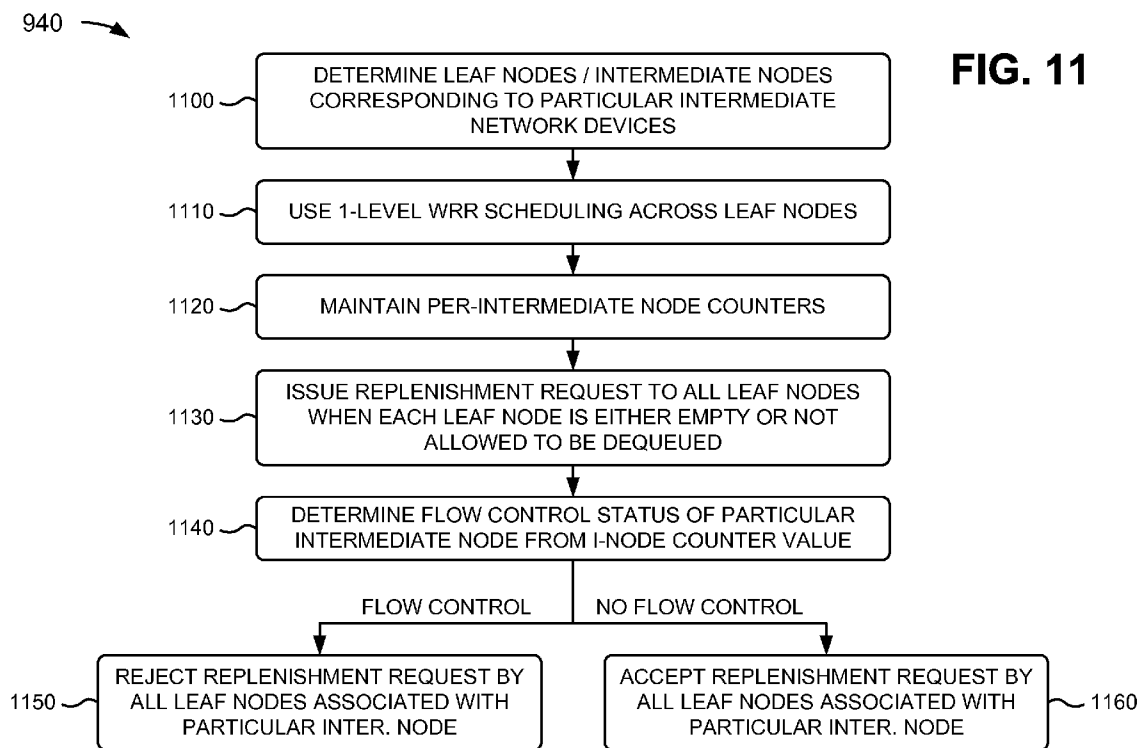 940
FIG. 11
1100
DETERMINE LEAF NODES / INTERMEDIATE NODES
CORRESPONDING TO PARTICULAR INTERMEDIATE
NETWORK DEVICES
1110
USE 1-LEVEL WRR SCHEDULING ACROSS LEAF NODES
1120
MAINTAIN PER-INTERMEDIATE NODE COUNTERS
1130
ISSUE REPLENISHMENT REQUEST TO ALL LEAF NODES
WHEN EACH LEAF NODE IS EITHER EMPTY OR NOT
ALLOWED TO BE DEQUEUED
1140
DETERMINE FLOW CONTROL STATUS OF PARTICULAR
INTERMEDIATE NODE FROM I-NODE COUNTER VALUE
FLOW CONTROL
NO FLOW CONTROL
1150
REJECT REPLENISHMENT REQUEST BY
ALL LEAF NODES ASSOCIATED WITH
PARTICULAR INTER. NODE
ACCEPT REPLENISHMENT REQUEST BY
ALL LEAF NODES ASSOCIATED WITH
PARTICULAR INTER. NODE
1160